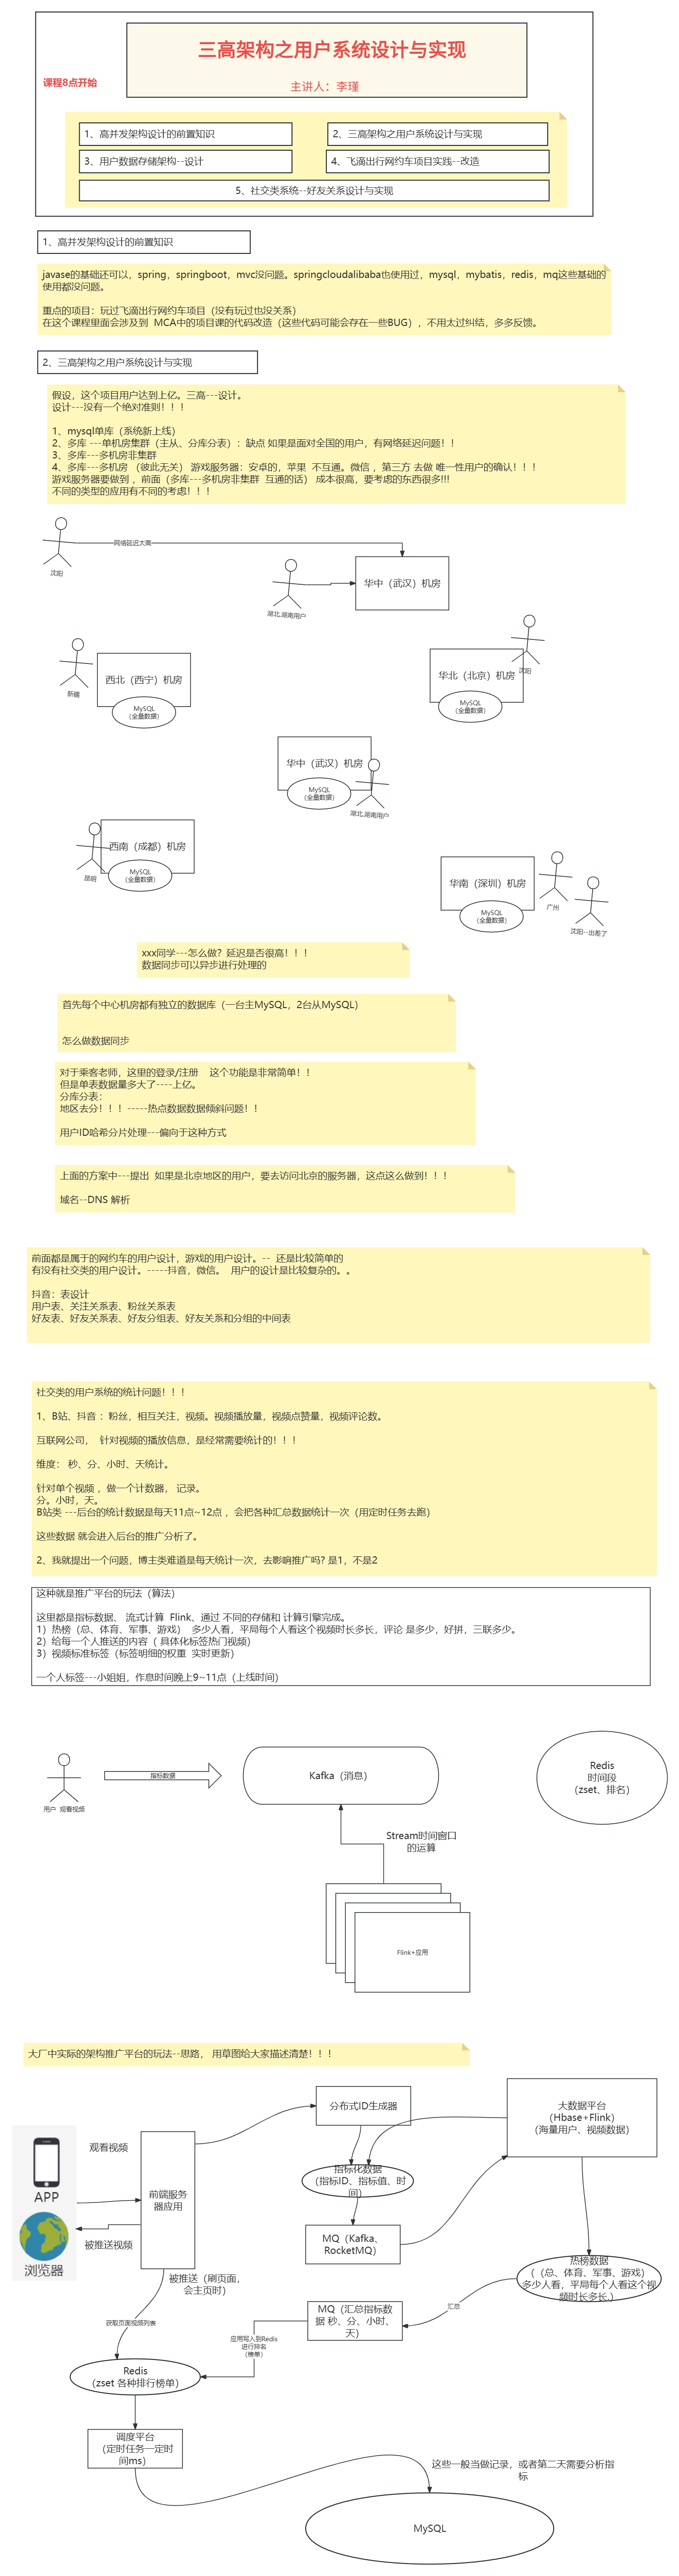 三高架构之用户系统设计与实现
课程8点开始
主讲人：李瑾
1、高并发架构设计的前置知识
2、三高架构之用户系统设计与实现
3、用户数据存储架构--设计
4、飞滴出行网约车项目实践--改造
5、社交类系统--好友关系设计与实现
1、高并发架构设计的前置知识
javase的基础还可以，spring，springboot，mvc没问题。springcloudalibaba也使用过，mysql，mybatis，redis，mq这些基础的
使用都没问题。
重点的项目：玩过飞滴出行网约车项目（没有玩过也没关系）
在这个课程里面会涉及到  MCA中的项目课的代码改造（这些代码可能会存在一些BUG），不用太过纠结，多多反馈。
2、三高架构之用户系统设计与实现
假设，这个项目用户达到上亿。三高---设计。
设计---没有一个绝对准则！！！
1、mysql单库（系统新上线）
2、多库 ---单机房集群（主从、分库分表）：缺点 如果是面对全国的用户，有网络延迟问题！！
3、多库---多机房非集群
4、多库---多机房 （彼此无关） 游戏服务器：安卓的，苹果  不互通。微信 ，第三方 去做 唯一性用户的确认！！！
游戏服务器要做到 ，前面（多库---多机房非集群  互通的话） 成本很高，要考虑的东西很多!!!
不同的类型的应用有不同的考虑！！！
网络延迟太高
沈阳
华中（武汉）机房
湖北.湖南用户
西北（西宁）机房
新疆
MySQL
（全量数据）
华北（北京）机房
沈阳
MySQL
（全量数据）
华中（武汉）机房
MySQL
（全量数据）
湖北.湖南用户
西南（成都）机房
MySQL
（全量数据）
昆明
华南（深圳）机房
MySQL
（全量数据）
广州
沈阳--出差了
xxx同学---怎么做？延迟是否很高！！！
数据同步可以异步进行处理的
首先每个中心机房都有独立的数据库（一台主MySQL，2台从MySQL）
怎么做数据同步
对于乘客老师，这里的登录/注册    这个功能是非常简单！！
但是单表数据量多大了----上亿。
分库分表：
地区去分！！！-----热点数据数据倾斜问题！！
用户ID哈希分片处理---偏向于这种方式
上面的方案中---提出  如果是北京地区的用户，要去访问北京的服务器，这点这么做到！！！
域名--DNS 解析
前面都是属于的网约车的用户设计，游戏的用户设计。--  还是比较简单的
有没有社交类的用户设计。-----抖音，微信。  用户的设计是比较复杂的。。
抖音：表设计
用户表、关注关系表、粉丝关系表
好友表、好友关系表、好友分组表、好友关系和分组的中间表
社交类的用户系统的统计问题！！！
1、B站、抖音 ：粉丝，相互关注，视频。视频播放量，视频点赞量，视频评论数。
互联网公司，  针对视频的播放信息，是经常需要统计的！！！
维度：  秒、分、小时、天统计。
针对单个视频 ，做一个计数器， 记录。
分。小时，天。
B站类 ---后台的统计数据是每天11点~12点 ，会把各种汇总数据统计一次（用定时任务去跑）
这些数据 就会进入后台的推广分析了。
2、我就提出一个问题，博主类难道是每天统计一次，去影响推广吗？是1，不是2
这种就是推广平台的玩法（算法）
这里都是指标数据、 流式计算  Flink、通过 不同的存储和 计算引擎完成。
1）热榜（总、体育、军事、游戏）  多少人看，平局每个人看这个视频时长多长，评论 是多少，好拼，三联多少。
2）给每一个人推送的内容（ 具体化标签热门视频）
3）视频标准标签（标签明细的权重  实时更新）
一个人标签---小姐姐，作息时间晚上9~11点（上线时间）
用户  观看视频
指标数据
Kafka（消息）
Redis
时间段
（zset、排名）
Stream时间窗口
的运算
Flink+应用
大厂中实际的架构推广平台的玩法--思路， 用草图给大家描述清楚！！！
分布式ID生成器
大数据平台
（Hbase+Flink）
（海量用户、视频数据）
APP
浏览器
观看视频
前端服务
器应用
被推送视频
指标化数据
（指标ID、指标值、时
间）
MQ（Kafka、
RocketMQ）
被推送（刷页面，
会主页时）
热榜数据
（（总、体育、军事、游戏）
多少人看，平局每个人看这个视
频时长多长,）
汇总
MQ（汇总指标数
据 秒、分、小时、
天）
获取页面视频列表
应用写入到Redis
进行排名
（榜单）
Redis
（zset 各种排行榜单）
调度平台
（定时任务一定时
间ms）
这些一般当做记录，或者第二天需要分析指
标
MySQL